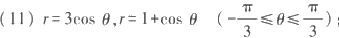 (11) r=3cos θ,r=1+cos θ (-π/3≤θ≤π/3);